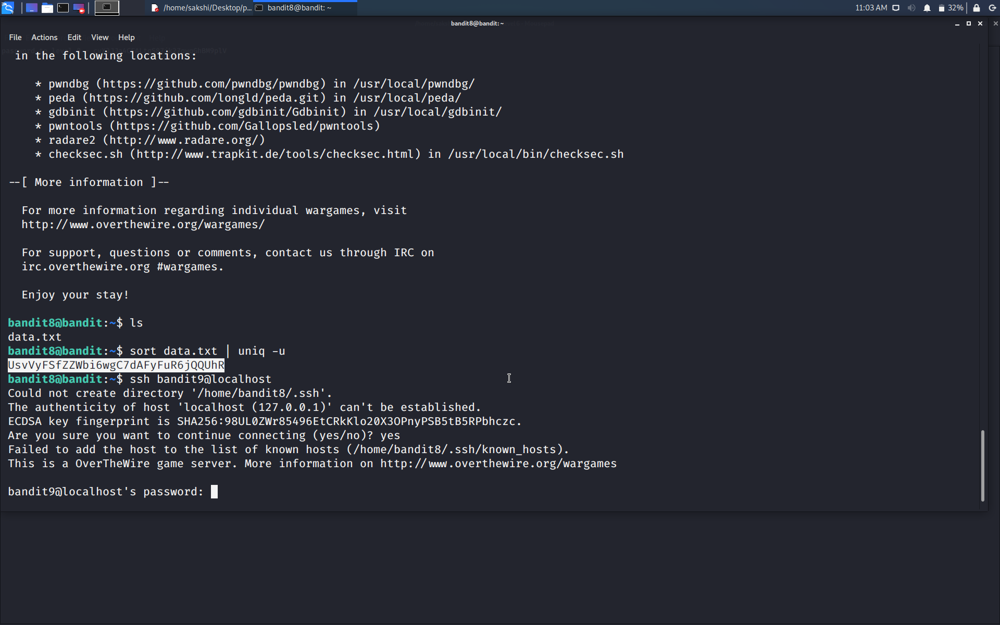 /home/sakshi/Desktop/p... bandit8@bandit: ~ 11:03 AM 32%
bandit8@bandit: ~
File Actions Edit View Help
in the following locations:
* pwndbg (https://github.com/pwndbg/pwndbg) in /usr/local/pwndbg/
* peda (https://github.com/longld/peda.git) in /usr/local/peda/
* gdbinit (https://github.com/gdbinit/Gdbinit) in /usr/local/gdbinit/
* pwntools (https://github.com/Gallopsled/pwntools)
* radare2 (http://www.radare.org/)
* checksec.sh (http://www.trapkit.de/tools/checksec.html) in /usr/local/bin/checksec.sh
--[ More information ]--
For more information regarding individual wargames, visit
http://www.overthewire.org/wargames/
For support, questions or comments, contact us through IRC on
irc.overthewire.org #wargames.
Enjoy your stay!
bandit8@bandit:~$ ls
data.txt
bandit8@bandit:~$ sort data.txt | uniq -u
UsvVyFSfZZWbi6wgC7dAFyFuR6jQQUhR
bandit8@bandit:~$ ssh bandit9@localhost
Could not create directory '/home/bandit8/.ssh'.
The authenticity of host 'localhost (127.0.0.1)' can't be established.
ECDSA key fingerprint is SHA256:98UL0ZWr85496EtCRkKlo20X3OPnyPSB5tB5RPbhczc.
Are you sure you want to continue connecting (yes/no)? yes
Failed to add the host to the list of known hosts (/home/bandit8/.ssh/known_hosts).
This is a OverTheWire game server. More information on http://www.overthewire.org/wargames
bandit9@localhost's password: